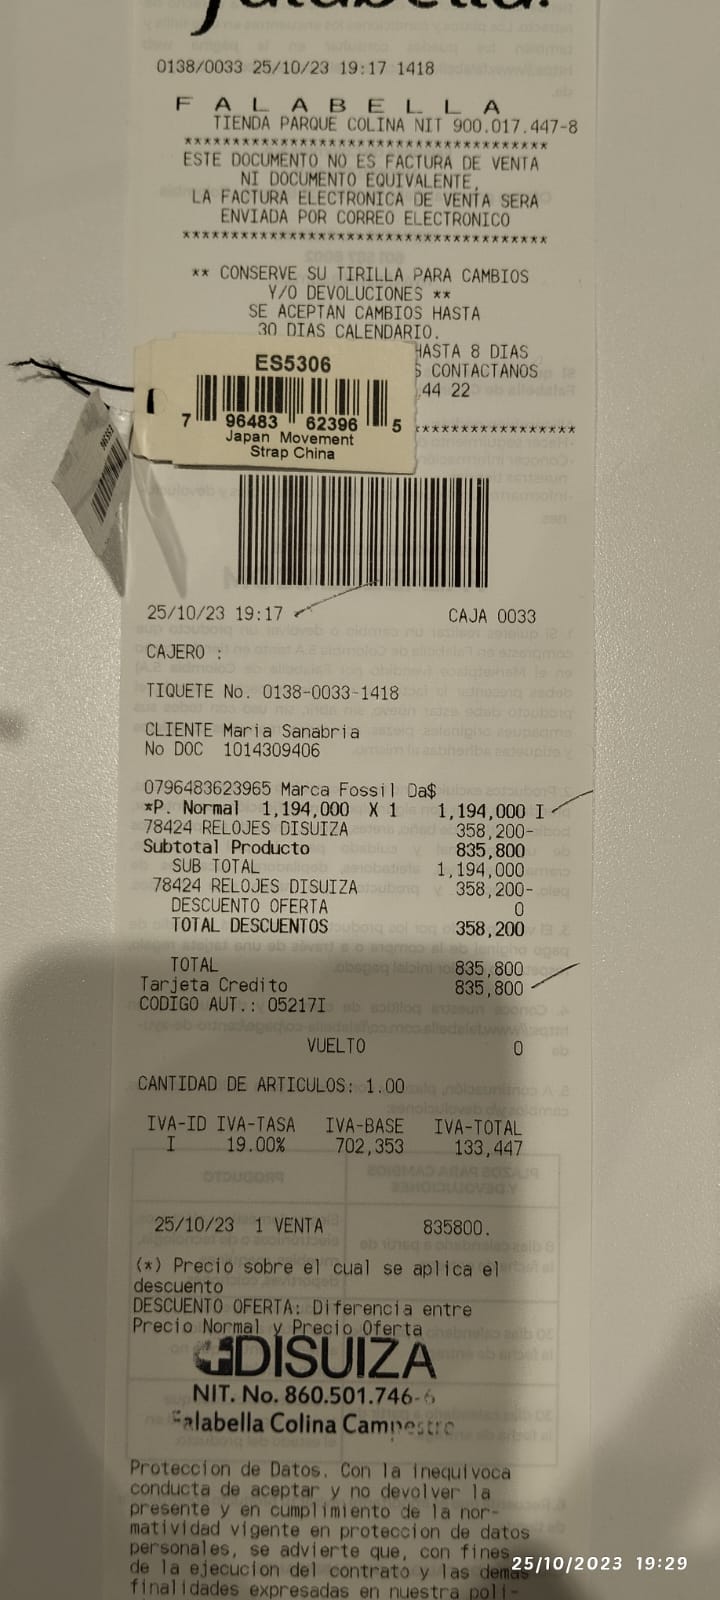 falabella.
0138/0033 25/10/23 19:17 1418
F A L A B E L L A
TIENDA PARQUE COLINA NIT 900.017.447-8
****************************************
ESTE DOCUMENTO NO ES FACTURA DE VENTA
NI DOCUMENTO EQUIVALENTE,
LA FACTURA ELECTRONICA DE VENTA SERA
ENVIADA POR CORREO ELECTRONICO
****************************************
** CONSERVE SU TIRILLA PARA CAMBIOS
Y/O DEVOLUCIONES **
SE ACEPTAN CAMBIOS HASTA
30 DIAS CALENDARIO.
HASTA 8 DIAS
CONTACTANOS
44 22
******************
ES5306
7 96483 62396 5
Japan Movement
Strap China
25/10/23 19:17 CAJA 0033
CAJERO :
TIQUETE No. 0138-0033-1418
CLIENTE Maria Sanabria
No DOC 1014309406
0796483623965 Marca Fossil Da$
*P. Normal 1,194,000 X 1 1,194,000 I
78424 RELOJES DISUIZA 358,200-
Subtotal Producto 835,800
SUB TOTAL 1,194,000
78424 RELOJES DISUIZA 358,200-
DESCUENTO OFERTA 0
TOTAL DESCUENTOS 358,200
TOTAL 835,800
Tarjeta Credito 835,800
CODIGO AUT.: 05217I
VUELTO 0
CANTIDAD DE ARTICULOS: 1.00
IVA-ID IVA-TASA IVA-BASE IVA-TOTAL
I 19.00% 702,353 133,447
25/10/23 1 VENTA 835800.
(*) Precio sobre el cual se aplica el
descuento
DESCUENTO OFERTA: Diferencia entre
Precio Normal y Precio Oferta
DISUIZA
NIT. No. 860.501.746-6
Falabella Colina Campestre
Proteccion de Datos. Con la inequivoca
conducta de aceptar y no devolver la
presente y en cumplimiento de la nor-
matividad vigente en proteccion de datos
personales, se advierte que, con fines
de la ejecucion del contrato y las demas
finalidades expresadas en nuestra poli-
25/10/2023 19:29